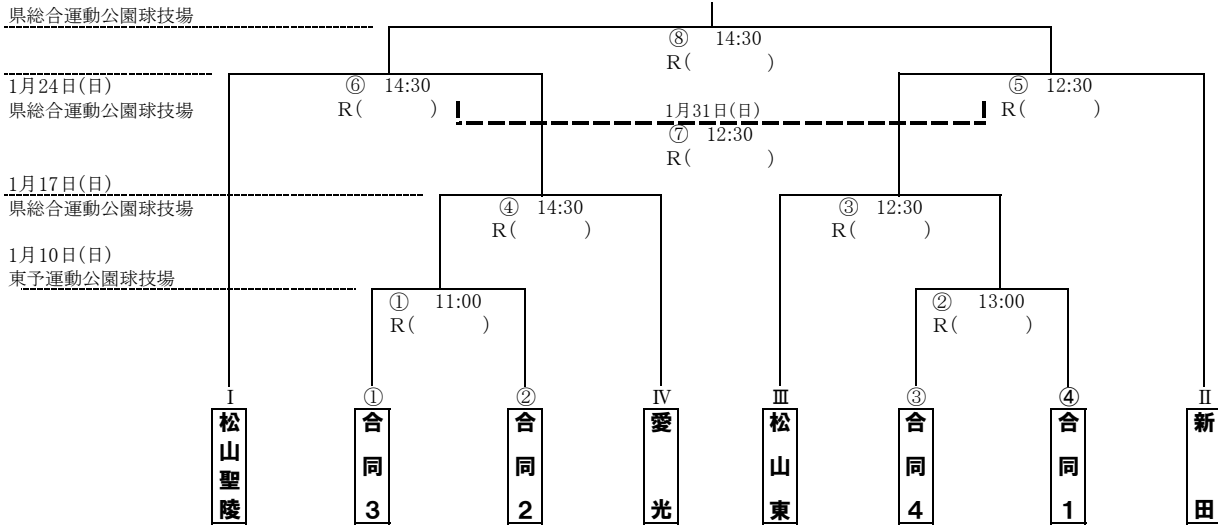 県総合運動公園球技場
⑧ 14:30
R( )
1月24日(日)
県総合運動公園球技場
⑥ 14:30
R( )
⑤ 12:30
R( )
1月31日(日)
⑦ 12:30
R( )
1月17日(日)
県総合運動公園球技場
④ 14:30
R( )
③ 12:30
R( )
1月10日(日)
東予運動公園球技場
① 11:00
R( )
② 13:00
R( )
Ⅰ ① ② Ⅳ Ⅲ ③ ④ Ⅱ
松山聖陵
合同3
合同2
愛光
松山東
合同4
合同1
新田